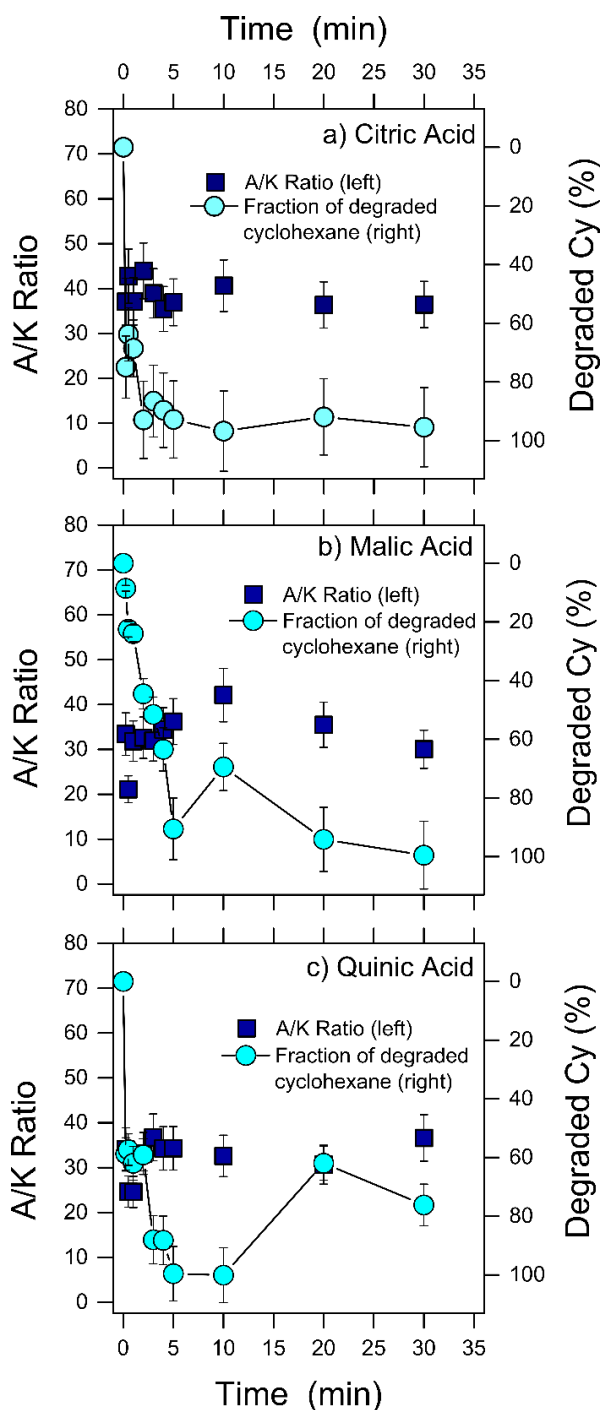 Time (min)
0 5 10 15 20 25 30 35
a) Citric Acid
A/K Ratio (left)
Fraction of degraded
cyclohexane (right)
A/K Ratio
80
70
60
50
40
30
20
10
0
Degraded Cy (%)
0
20
40
60
80
100
b) Malic Acid
A/K Ratio (left)
Fraction of degraded
cyclohexane (right)
A/K Ratio
80
70
60
50
40
30
20
10
0
Degraded Cy (%)
0
20
40
60
80
100
c) Quinic Acid
A/K Ratio (left)
Fraction of degraded
cyclohexane (right)
A/K Ratio
80
70
60
50
40
30
20
10
0
Degraded Cy (%)
0
20
40
60
80
100
0 5 10 15 20 25 30 35
Time (min)